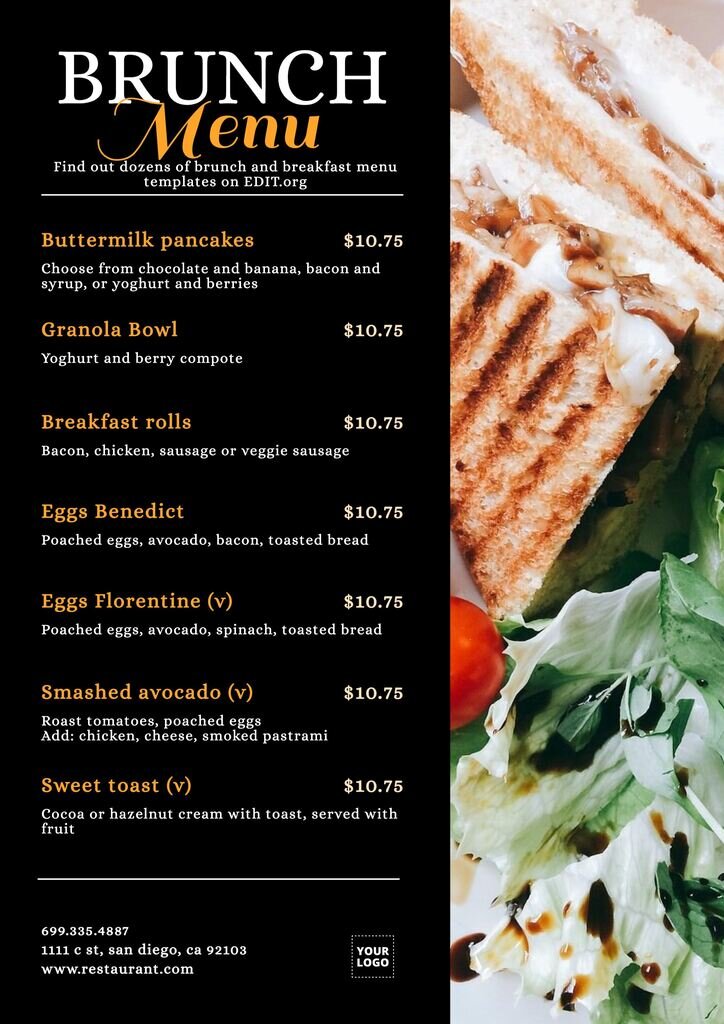 BRUNCH
Menu
Find out dozens of brunch and breakfast menu
templates on EDIT.org
Buttermilk pancakes $10.75
Choose from chocolate and banana, bacon and
syrup, or yoghurt and berries
Granola Bowl $10.75
Yoghurt and berry compote
Breakfast rolls $10.75
Bacon, chicken, sausage or veggie sausage
Eggs Benedict $10.75
Poached eggs, avocado, bacon, toasted bread
Eggs Florentine (v) $10.75
Poached eggs, avocado, spinach, toasted bread
Smashed avocado (v) $10.75
Roast tomatoes, poached eggs
Add: chicken, cheese, smoked pastrami
Sweet toast (v) $10.75
Cocoa or hazelnut cream with toast, served with
fruit
699.335.4887
1111 c st, san diego, ca 92103
www.restaurant.com
YOUR
LOGO